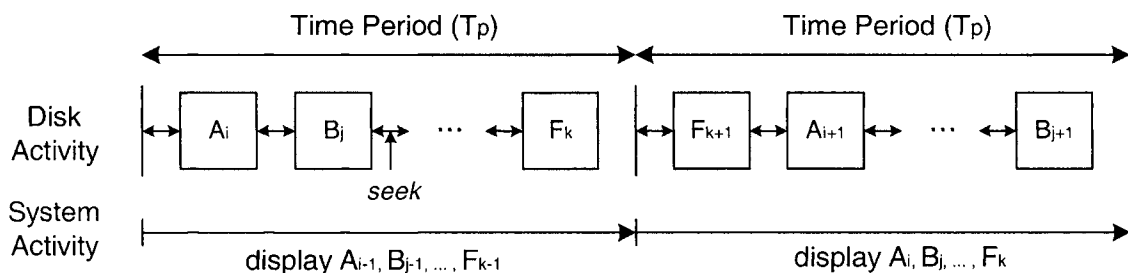 Time Period (Tp) Time Period (Tp)
Disk Activity
Ai Bj ... Fk Fk+1 Ai+1 ... Bj+1
seek
System Activity
display Ai-1, Bj-1, ... , Fk-1 display Ai, Bj, ... , Fk